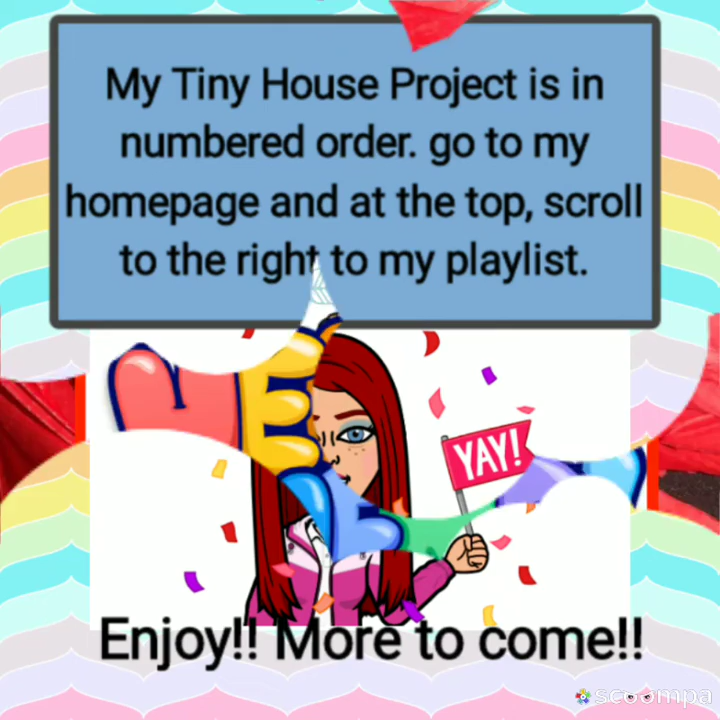 My Tiny House Project is in
numbered order. go to my
homepage and at the top, scroll
to the right to my playlist.
YAY!
Enjoy!! More to come!!
scoompa